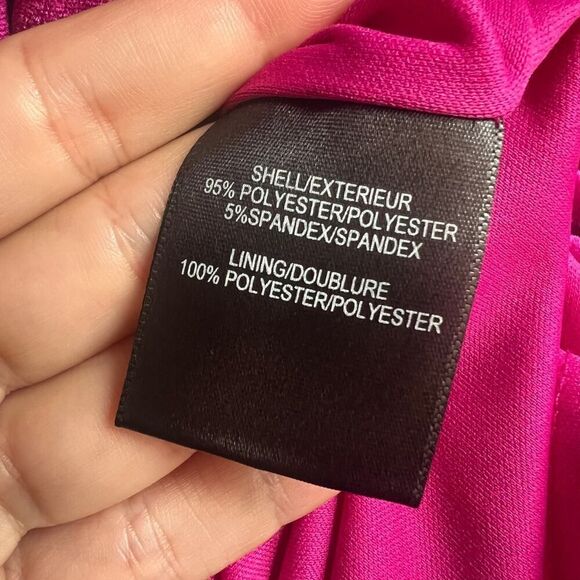 SHELL/EXTERIEUR
95% POLYESTER/POLYESTER
5%SPANDEX/SPANDEX
LINING/DOUBLURE
100% POLYESTER/POLYESTER